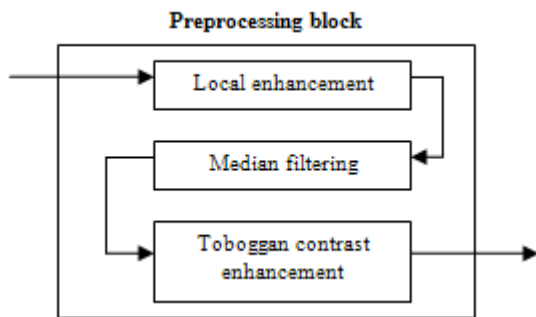 Preprocessing block
Local enhancement
Median filtering
Toboggan contrast
enhancement